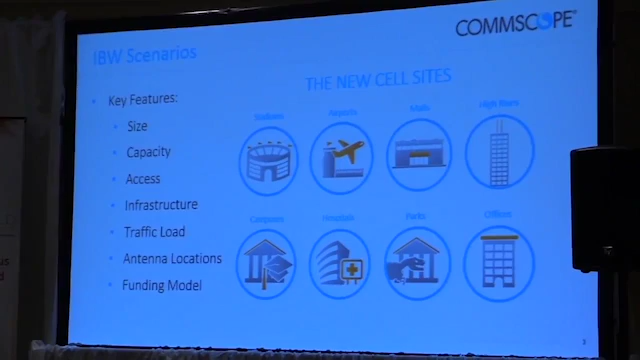 COMMSCOPE®
IBW Scenarios
THE NEW CELL SITES
• Key Features:
• Size
• Capacity
• Access
• Infrastructure
• Traffic Load
• Antenna Locations
• Funding Model
Stadiums Airports Malls High Rises
Campuses Hospitals Parks Offices
3